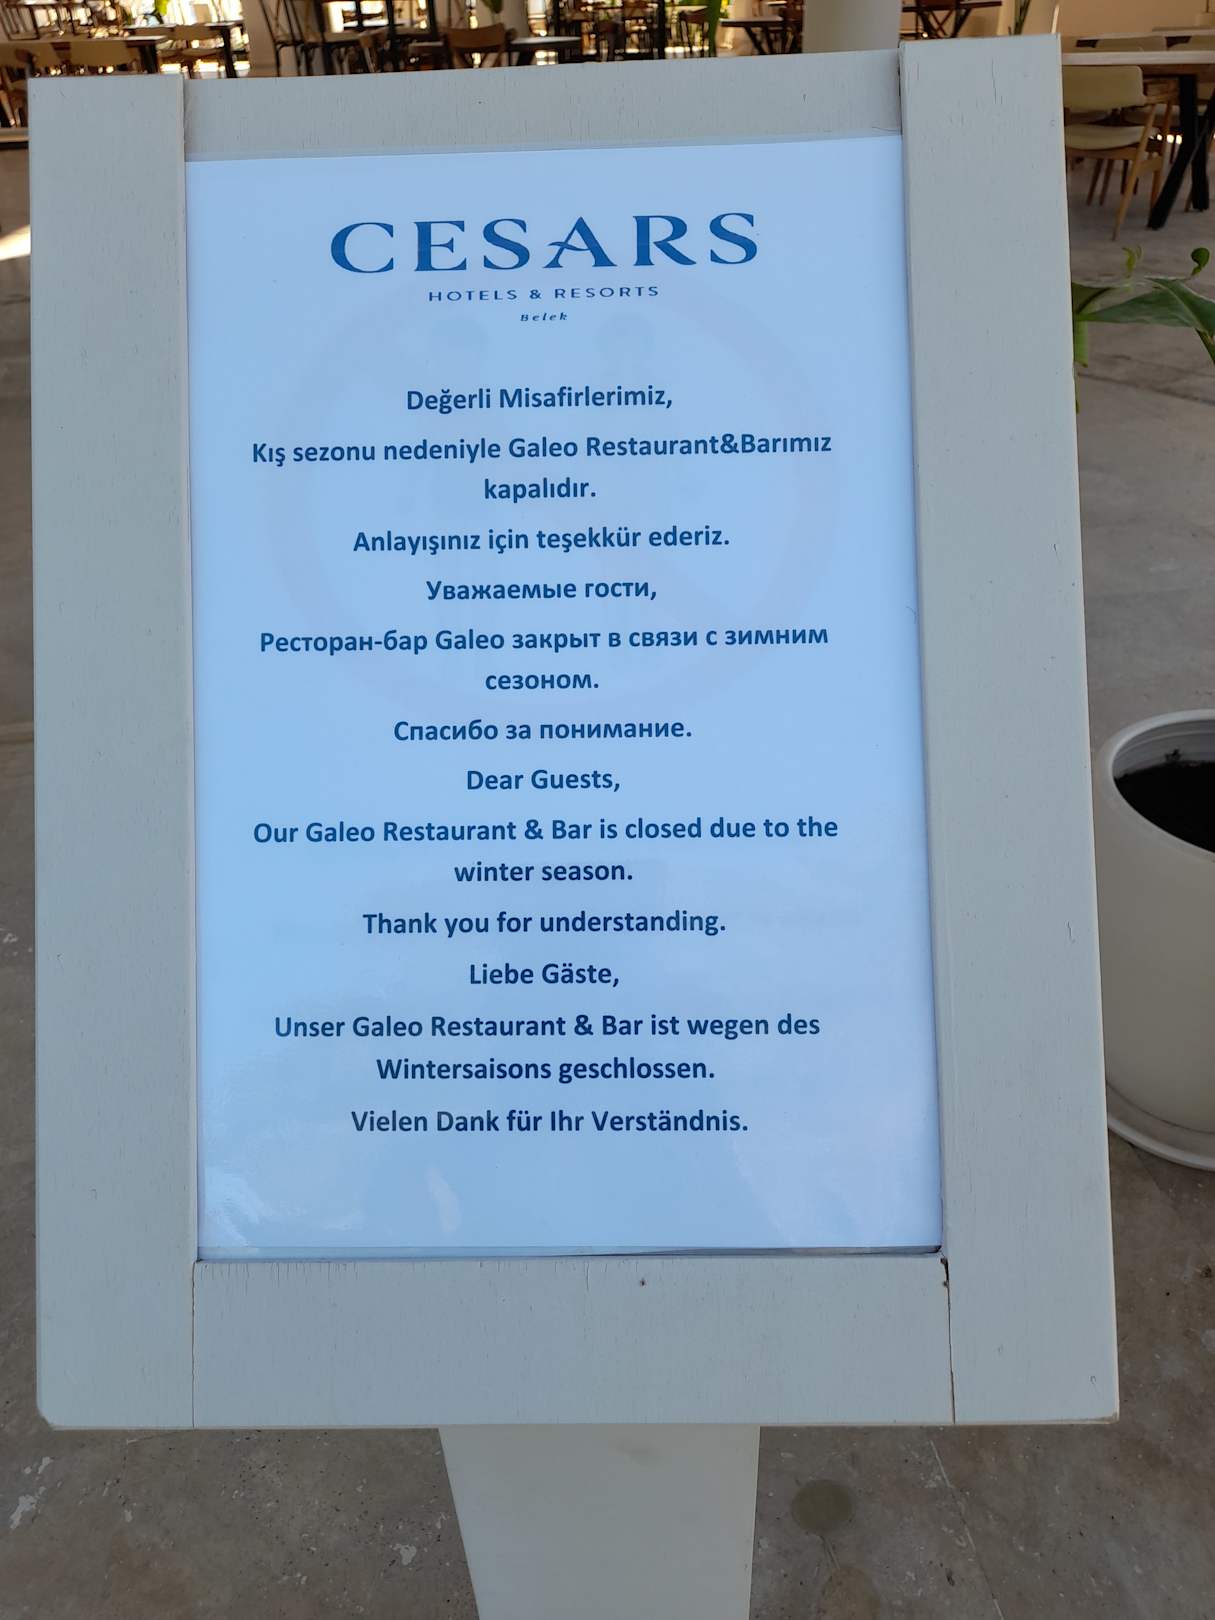 CESARS
HOTELS & RESORTS
Belek
Değerli Misafirlerimiz,
Kış sezonu nedeniyle Galeo Restaurant&Barımız
kapalıdır.
Anlayışınız için teşekkür ederiz.
Уважаемые гости,
Ресторан-бар Galeo закрыт в связи с зимним
сезоном.
Спасибо за понимание.
Dear Guests,
Our Galeo Restaurant & Bar is closed due to the
winter season.
Thank you for understanding.
Liebe Gäste,
Unser Galeo Restaurant & Bar ist wegen des
Wintersaisons geschlossen.
Vielen Dank für Ihr Verständnis.